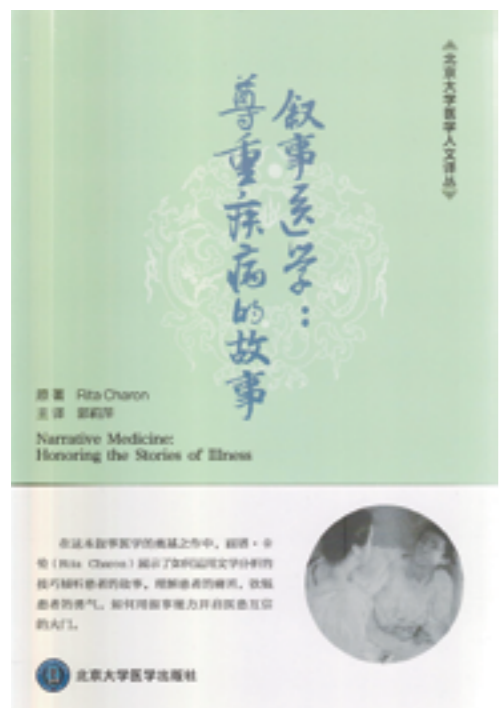 《北京大学医学人文译丛》
叙事医学：
尊重疾病的故事
原著 Rita Charon
主译 郭莉萍
Narrative Medicine:
Honoring the Stories of Illness
在这本叙事医学的奠基之作中，丽塔·卡
伦（Rita Charon）展示了如何运用文学分析的
技巧倾听患者的故事，理解患者的痛苦，
患者的勇气，如何用叙事能力开启医患互信
的大门。
北京大学医学出版社